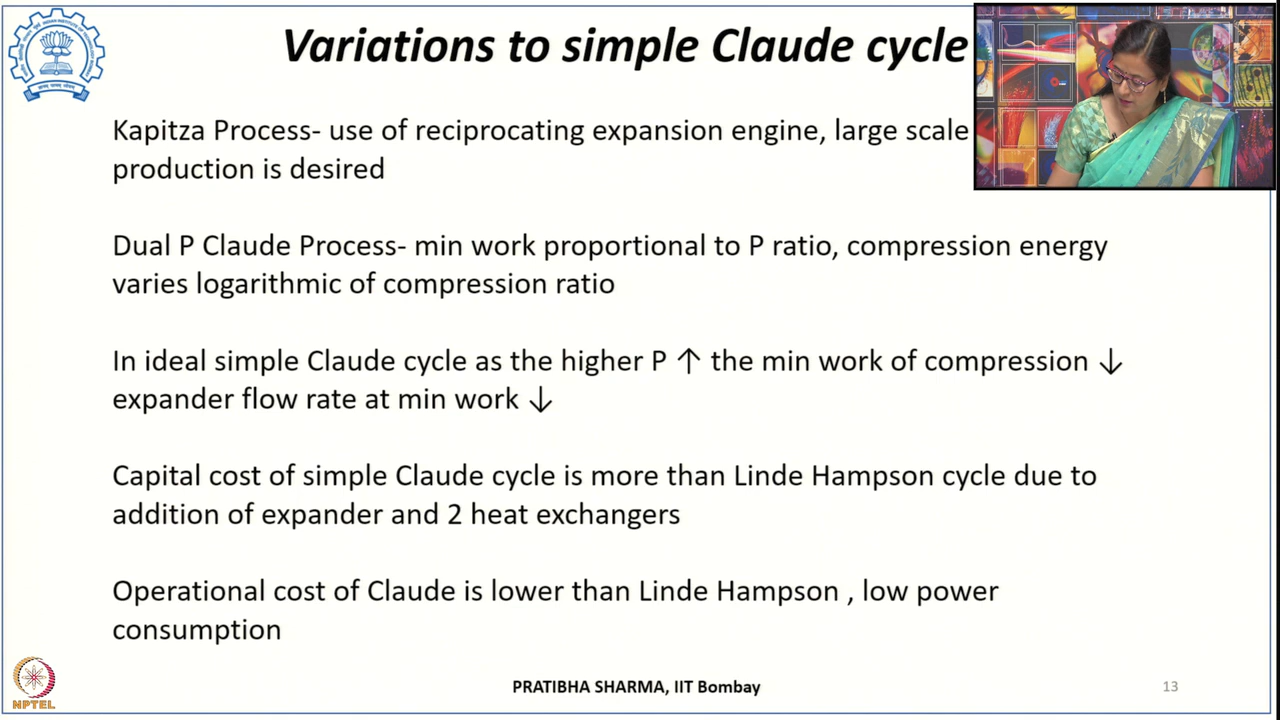 Variations to simple Claude cycle
Kapitza Process- use of reciprocating expansion engine, large scale
production is desired
Dual P Claude Process- min work proportional to P ratio, compression energy
varies logarithmic of compression ratio
In ideal simple Claude cycle as the higher P ↑ the min work of compression ↓
expander flow rate at min work ↓
Capital cost of simple Claude cycle is more than Linde Hampson cycle due to
addition of expander and 2 heat exchangers
Operational cost of Claude is lower than Linde Hampson , low power
consumption
NPTEL
PRATIBHA SHARMA, IIT Bombay
13